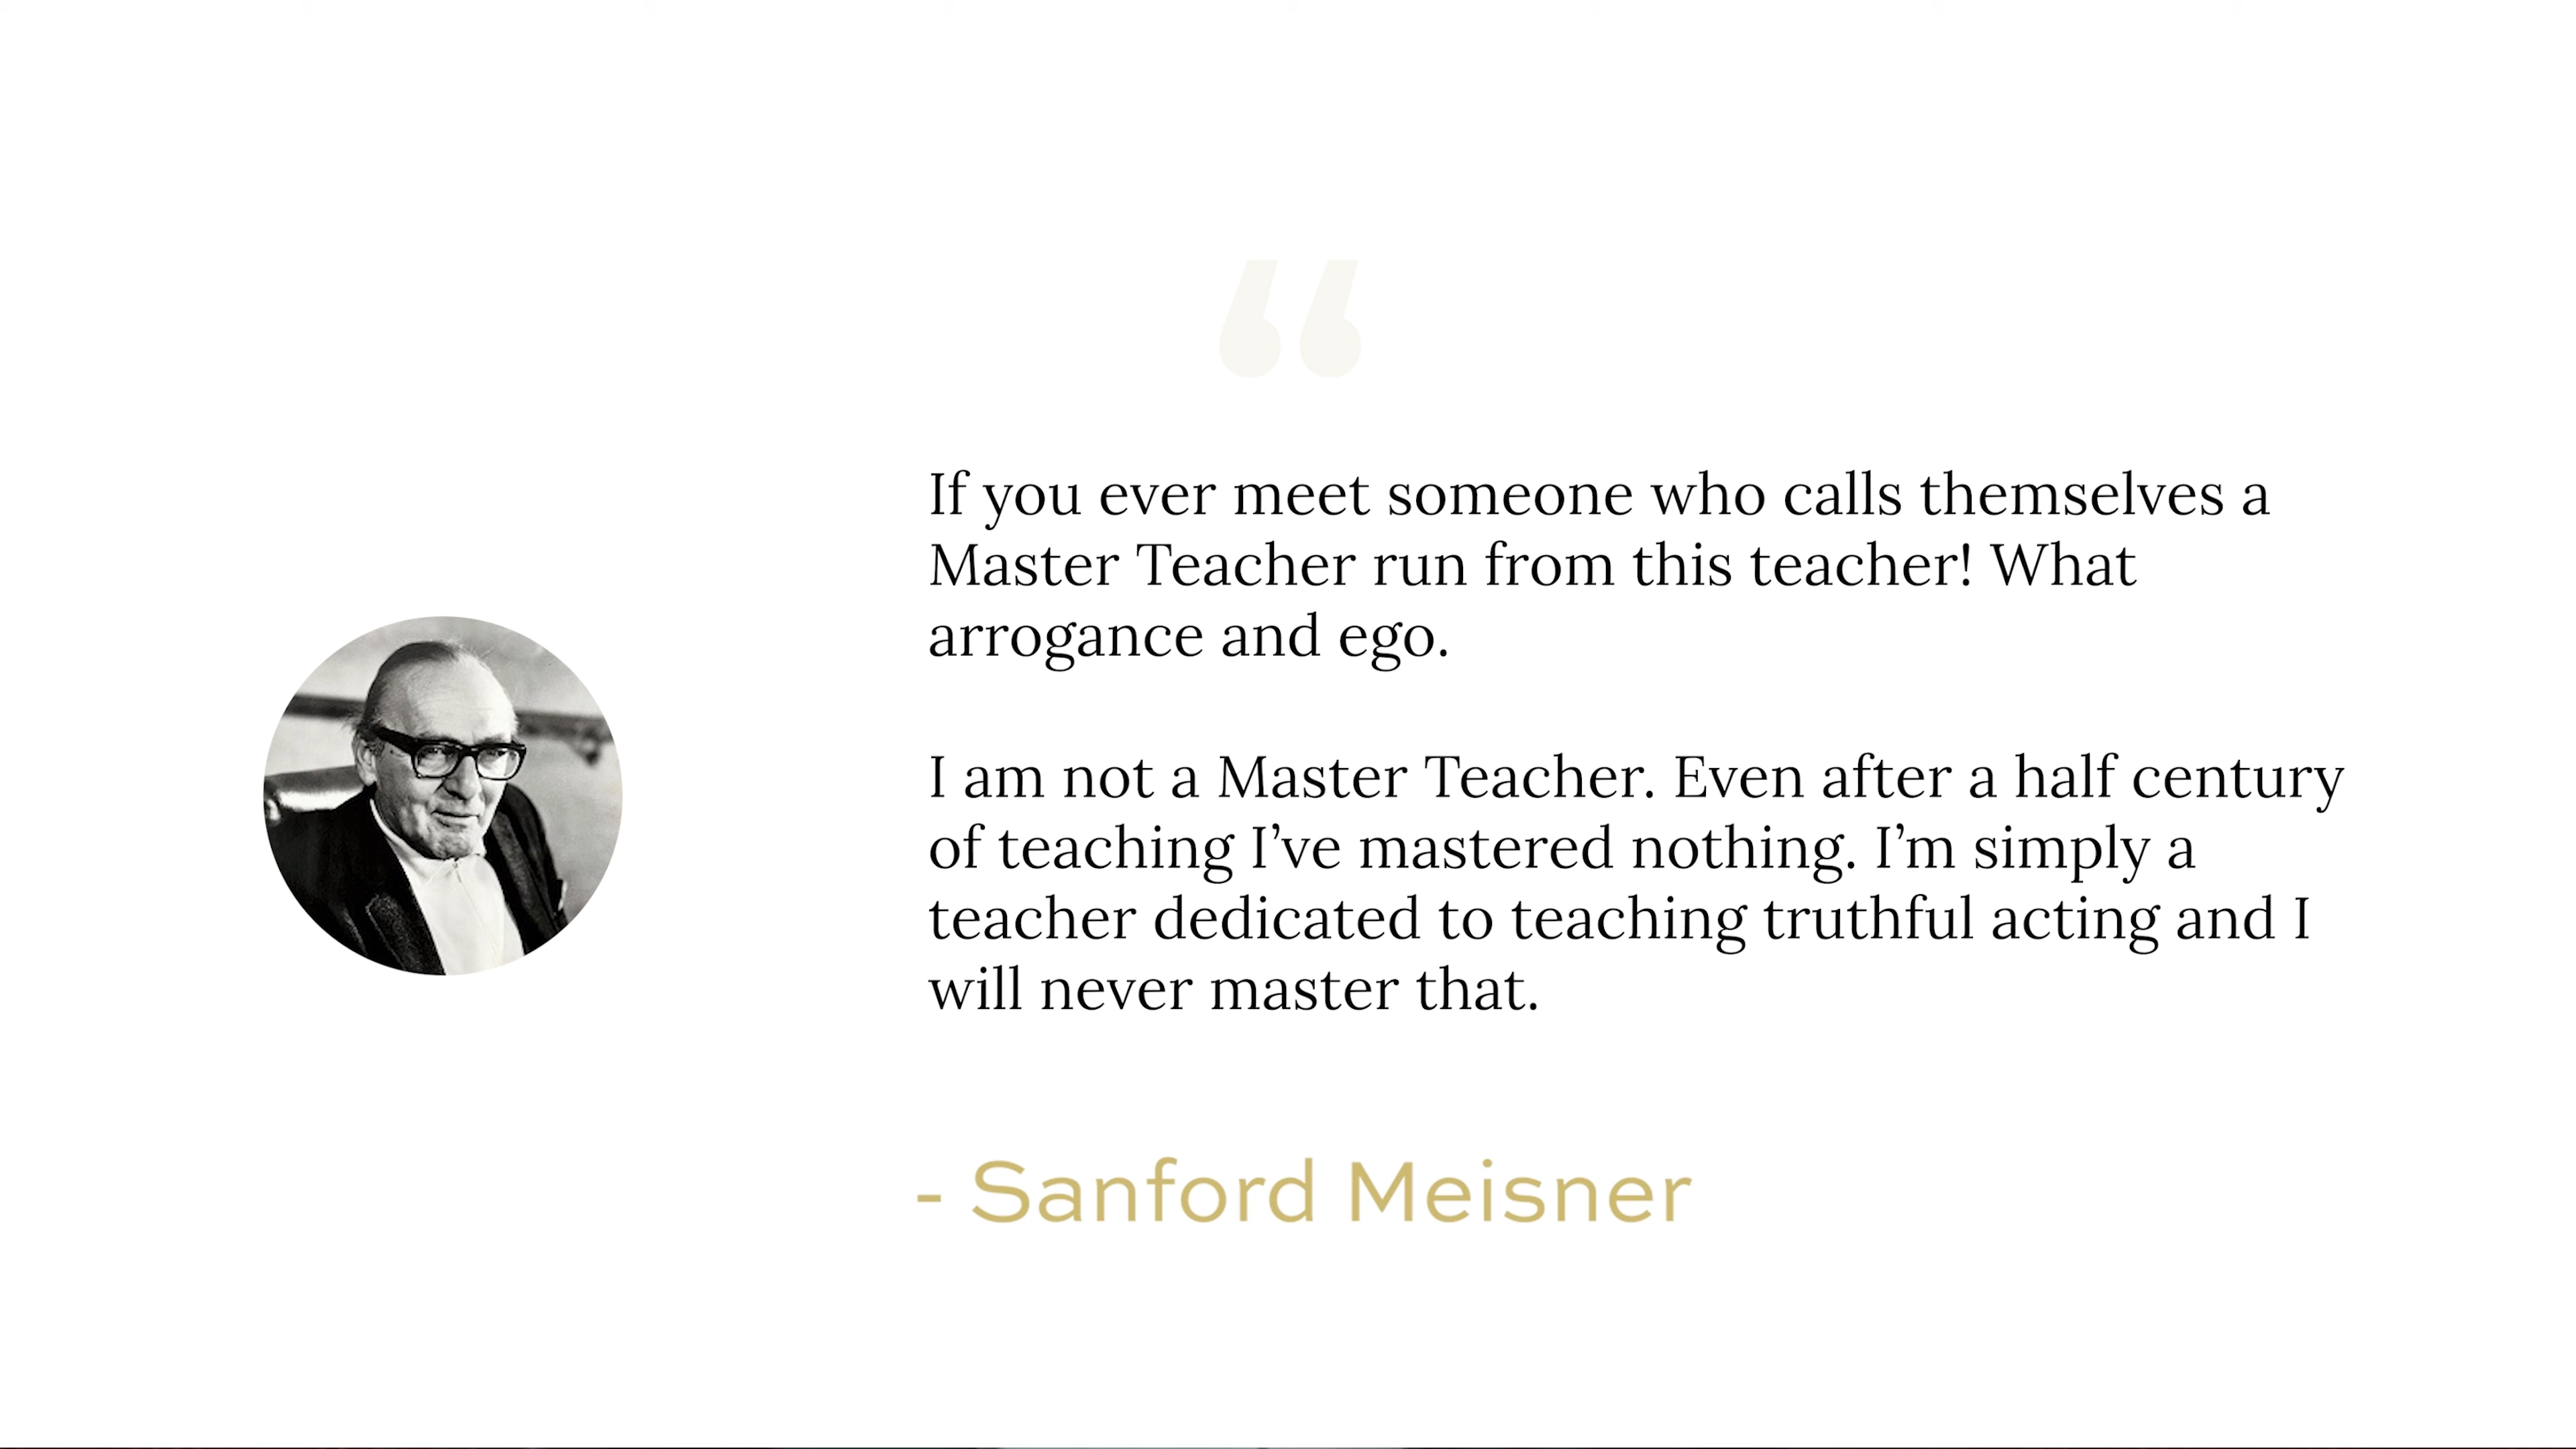 “
If you ever meet someone who calls themselves a
Master Teacher run from this teacher! What
arrogance and ego.
I am not a Master Teacher. Even after a half century
of teaching I’ve mastered nothing. I’m simply a
teacher dedicated to teaching truthful acting and I
will never master that.
- Sanford Meisner